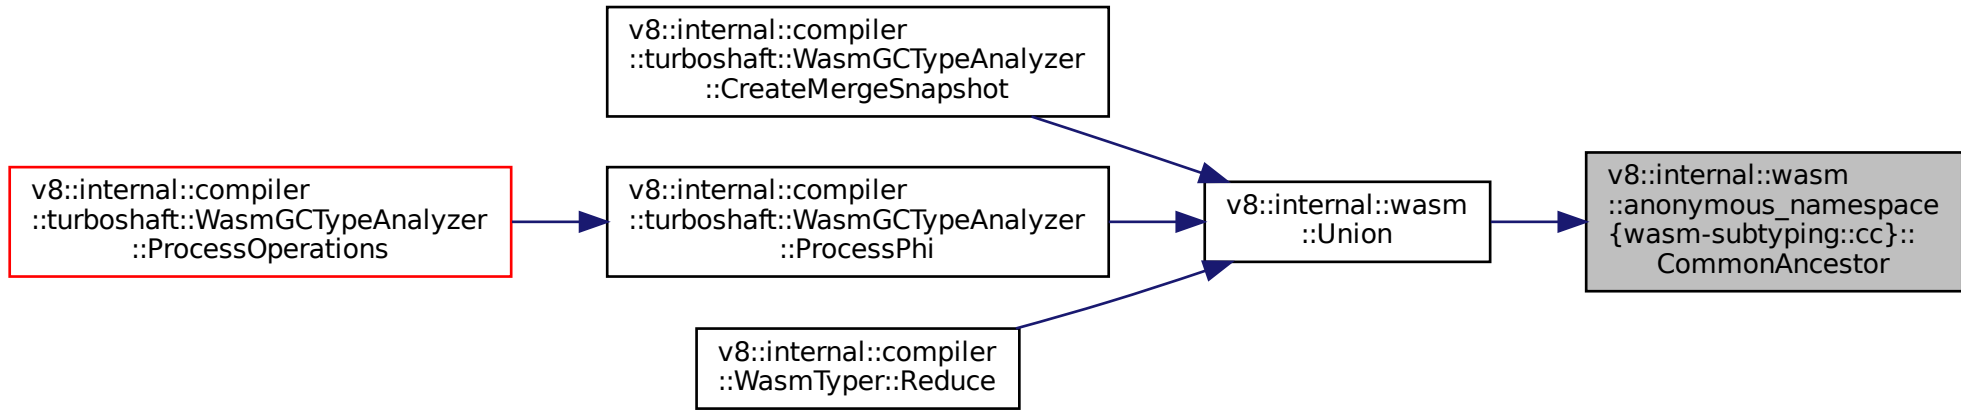 v8::internal::compiler
::turboshaft::WasmGCTypeAnalyzer
::CreateMergeSnapshot
v8::internal::compiler
::turboshaft::WasmGCTypeAnalyzer
::ProcessOperations
v8::internal::compiler
::turboshaft::WasmGCTypeAnalyzer
::ProcessPhi
v8::internal::compiler
::WasmTyper::Reduce
v8::internal::wasm
::Union
v8::internal::wasm
::anonymous_namespace
{wasm-subtyping::cc}::
CommonAncestor